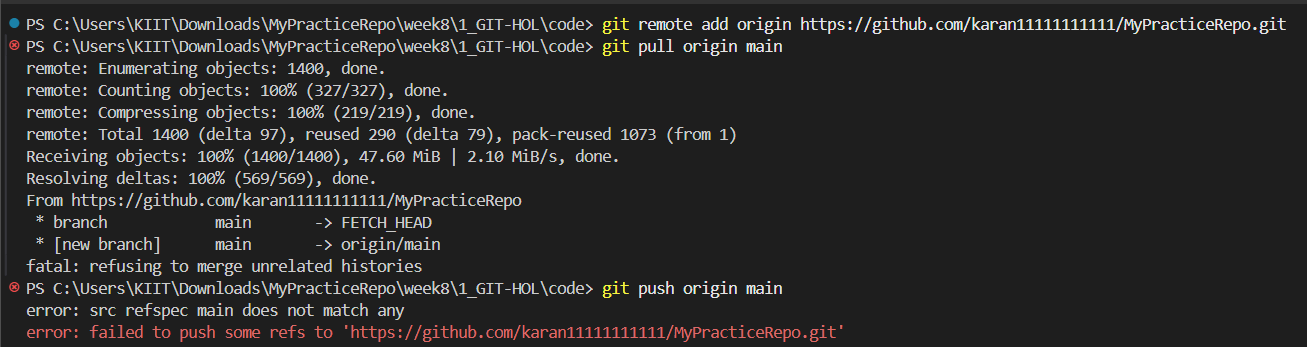 PS C:\Users\KIIT\Downloads\MyPracticeRepo\week8\1_GIT-HOL\code> git remote add origin https://github.com/karan11111111111/MyPracticeRepo.git
PS C:\Users\KIIT\Downloads\MyPracticeRepo\week8\1_GIT-HOL\code> git pull origin main
remote: Enumerating objects: 1400, done.
remote: Counting objects: 100% (327/327), done.
remote: Compressing objects: 100% (219/219), done.
remote: Total 1400 (delta 97), reused 290 (delta 79), pack-reused 1073 (from 1)
Receiving objects: 100% (1400/1400), 47.60 MiB | 2.10 MiB/s, done.
Resolving deltas: 100% (569/569), done.
From https://github.com/karan11111111111/MyPracticeRepo
 * branch            main       -> FETCH_HEAD
 * [new branch]      main       -> origin/main
fatal: refusing to merge unrelated histories
PS C:\Users\KIIT\Downloads\MyPracticeRepo\week8\1_GIT-HOL\code> git push origin main
error: src refspec main does not match any
error: failed to push some refs to 'https://github.com/karan11111111111/MyPracticeRepo.git'